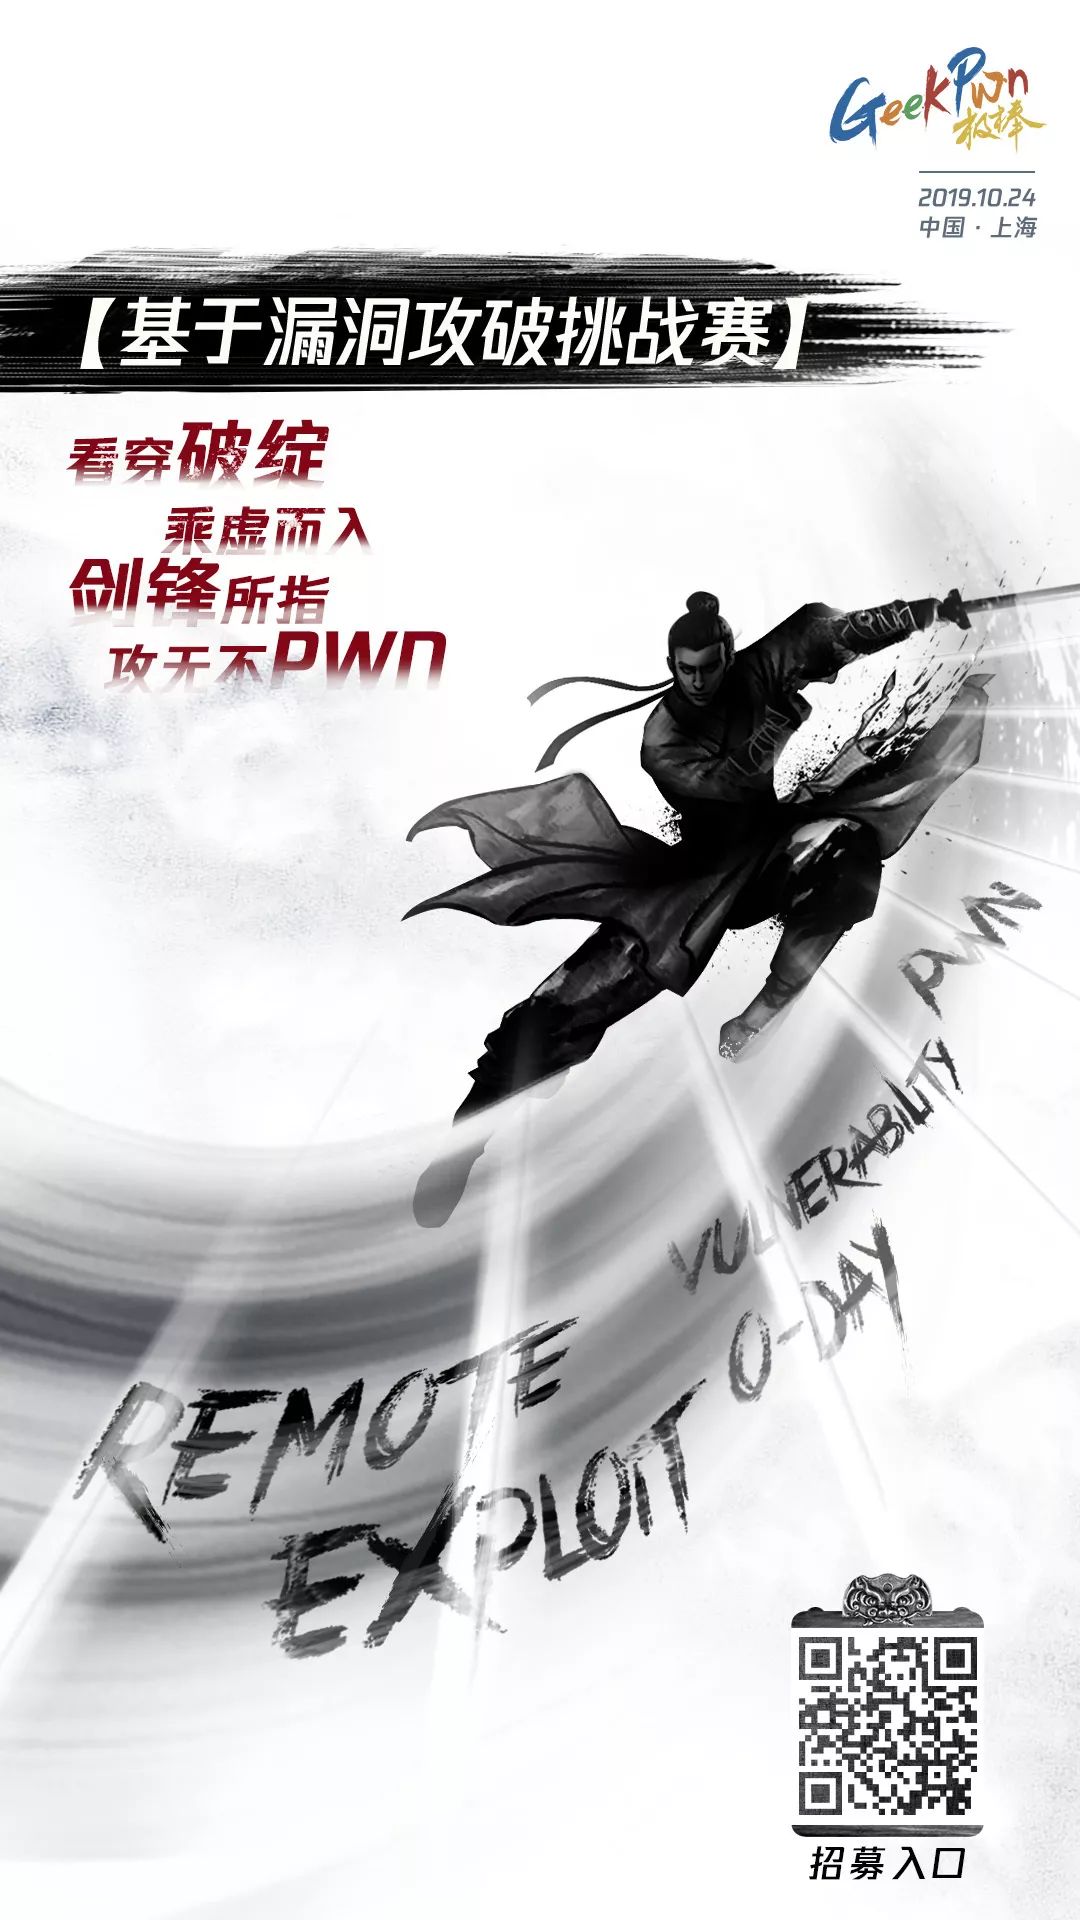 GeekPwn
极棒
2019.10.24
中国·上海
【基于漏洞攻破挑战赛】
看穿破绽
乘虚而入
剑锋所指
攻无不PWN
PWN
VULNERABILITY
0-DAY
REMOTE
EXPLOIT
招募入口